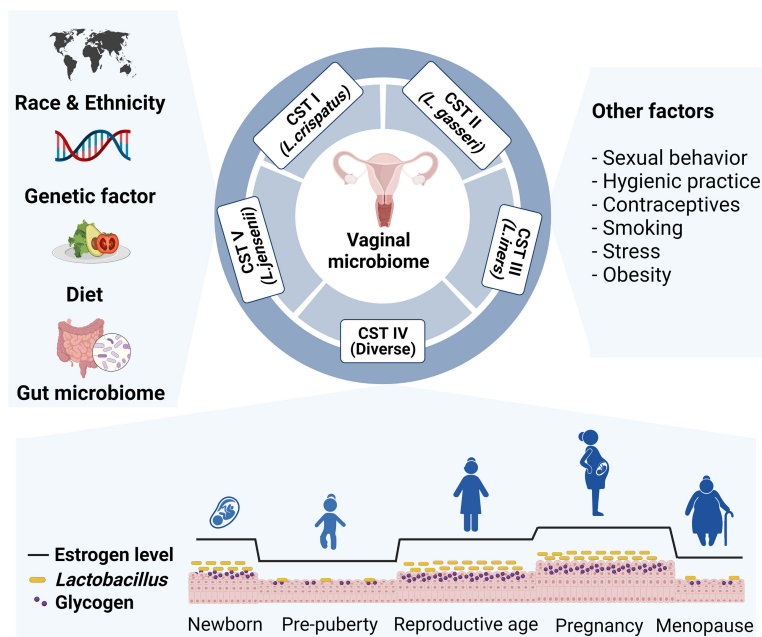 Race & Ethnicity
Genetic factor
Diet
Gut microbiome
CST I
(L.crispatus)
CST II
(L. gasseri)
CST III
(L.iners)
CST IV
(Diverse)
CST V
(L.jensenii)
Vaginal
microbiome
Other factors
- Sexual behavior
- Hygienic practice
- Contraceptives
- Smoking
- Stress
- Obesity
Estrogen level
Lactobacillus
Glycogen
Newborn
Pre-puberty
Reproductive age
Pregnancy
Menopause